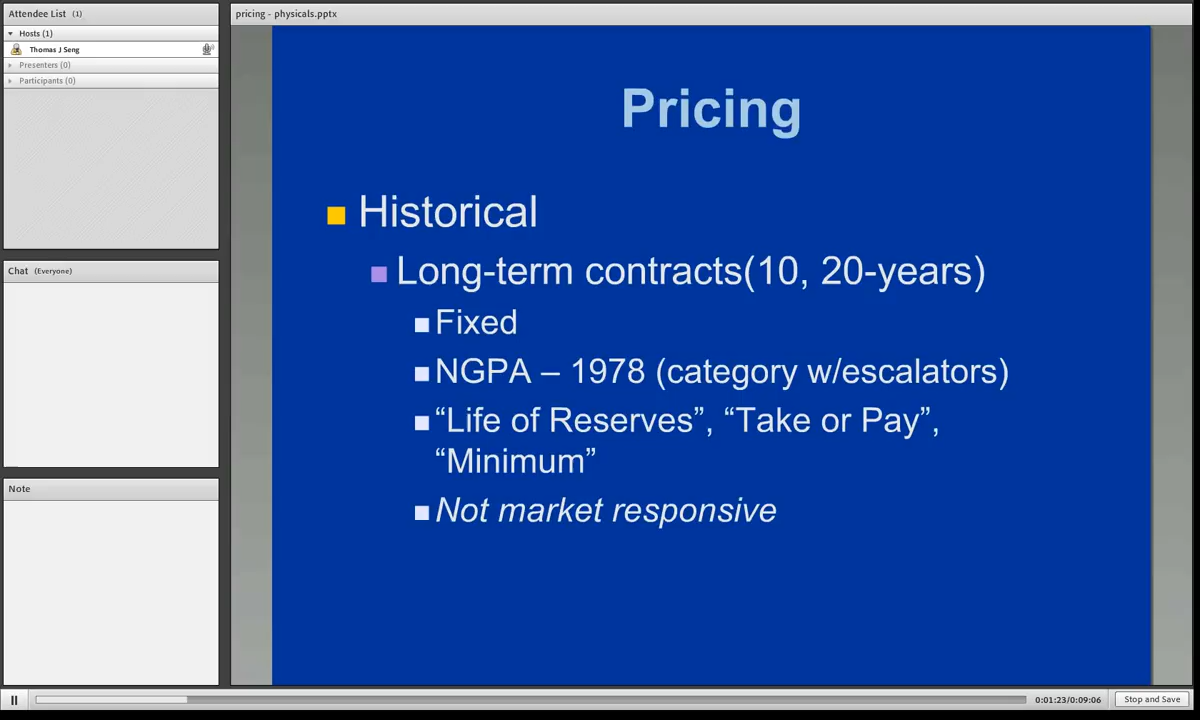 Attendee List (1)
Hosts (1)
Thomas J Seng
Presenters (0)
Participants (0)
Chat (Everyone)
Note
pricing - physicals.pptx
Pricing
Historical
Long-term contracts(10, 20-years)
Fixed
NGPA – 1978 (category w/escalators)
“Life of Reserves”, “Take or Pay”,
“Minimum”
Not market responsive
0:01:23/0:09:06
Stop and Save